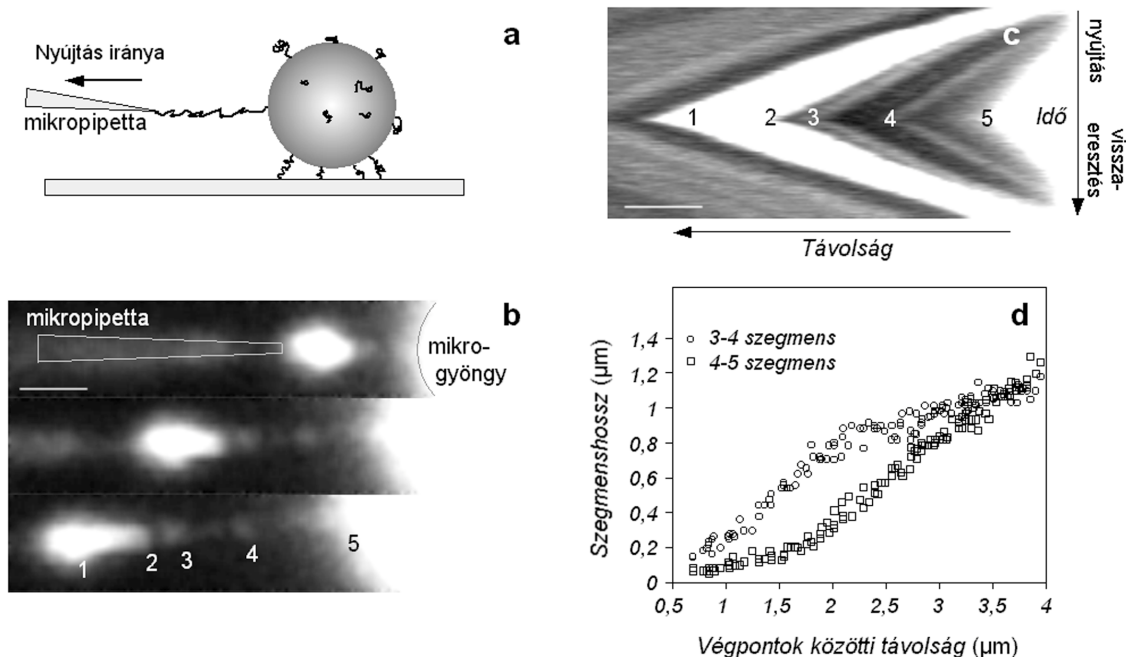 a
Nyújtás iránya
mikropipetta
c
1
2
3
4
5
Idő
nyújtás
vissza-
eresztés
Távolság
b
mikropipetta
mikro-
gyöngy
1
2
3
4
5
d
3-4 szegmens
4-5 szegmens
Szegmenshossz (µm)
1,4
1,2
1
0,8
0,6
0,4
0,2
0
0,5
1
1,5
2
2,5
3
3,5
4
Végpontok közötti távolság (µm)